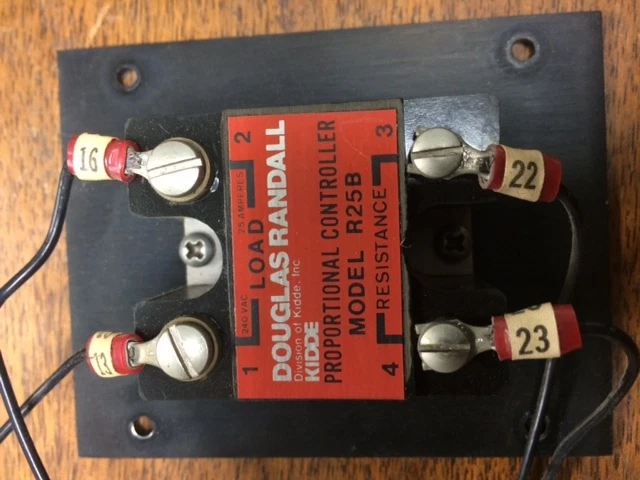 2
3
240 VAC
LOAD
25 AMPERES
DOUGLAS RANDALL
Division of Kidde, Inc
KIDDE
PROPORTIONAL CONTROLLER
MODEL R25B
RESISTANCE
1
4
16
22
23